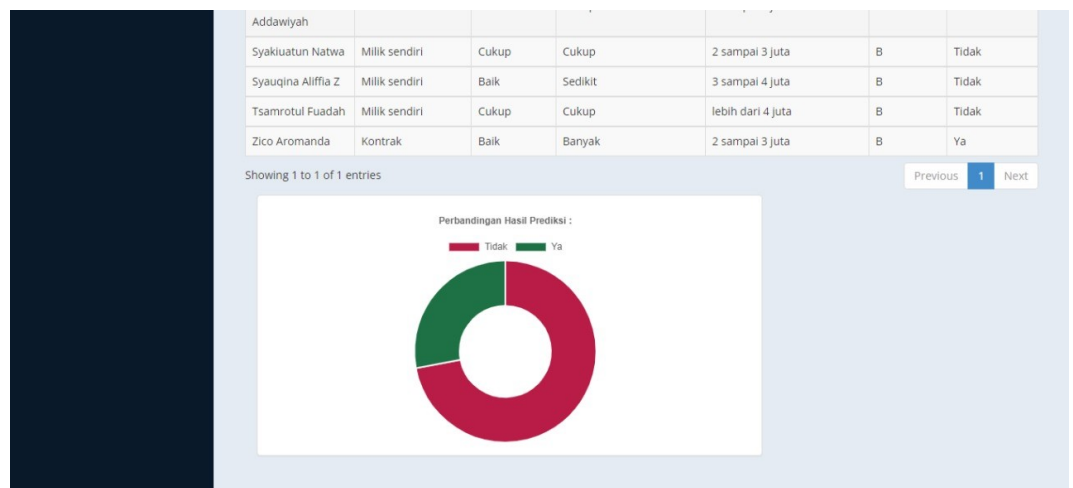 Addawiyah
Syakiuatun Natwa Milik sendiri Cukup Cukup 2 sampai 3 juta B Tidak
Syauqina Aliffia Z Milik sendiri Baik Sedikit 3 sampai 4 juta B Tidak
Tsamrotul Fuadah Milik sendiri Cukup Cukup lebih dari 4 juta B Tidak
Zico Aromanda Kontrak Baik Banyak 2 sampai 3 juta B Ya
Showing 1 to 1 of 1 entries Previous 1 Next
Perbandingan Hasil Prediksi :
Tidak Ya